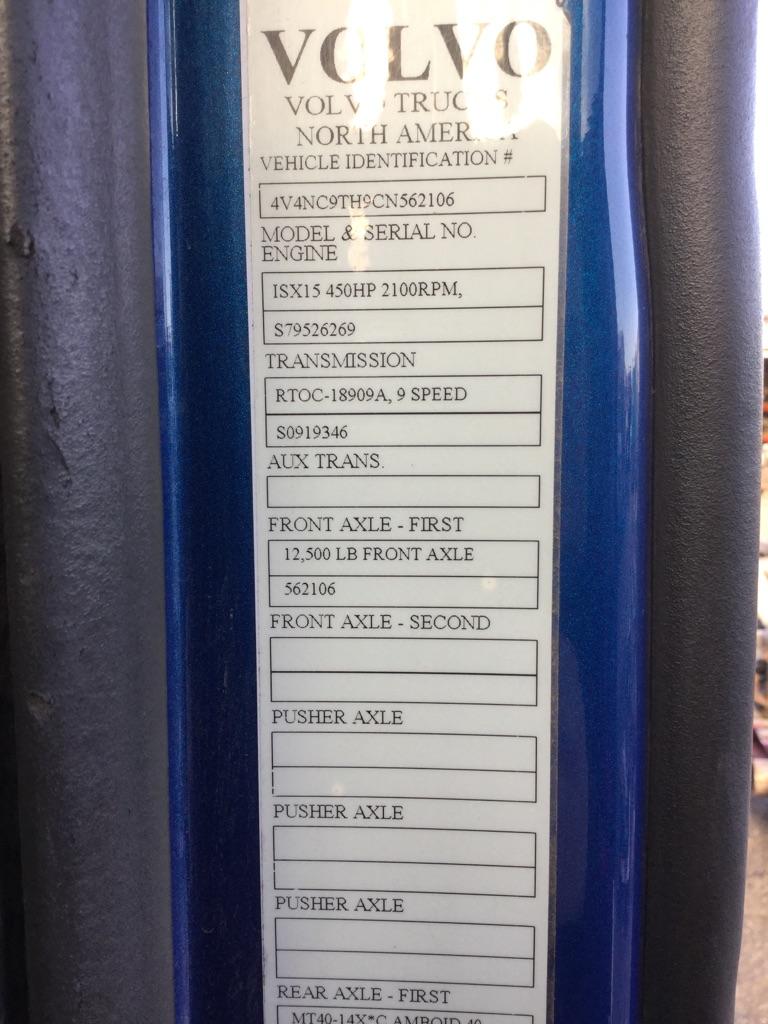 VOLVO
VOLVO TRUCKS
NORTH AMERICA
VEHICLE IDENTIFICATION #
4V4NC9TH9CN562106
MODEL & SERIAL NO.
ENGINE
ISX15 450HP 2100RPM,
S79526269
TRANSMISSION
RTOC-18909A, 9 SPEED
S0919346
AUX TRANS.
FRONT AXLE - FIRST
12,500 LB FRONT AXLE
562106
FRONT AXLE - SECOND
PUSHER AXLE
PUSHER AXLE
PUSHER AXLE
REAR AXLE - FIRST
MT40-14X*C